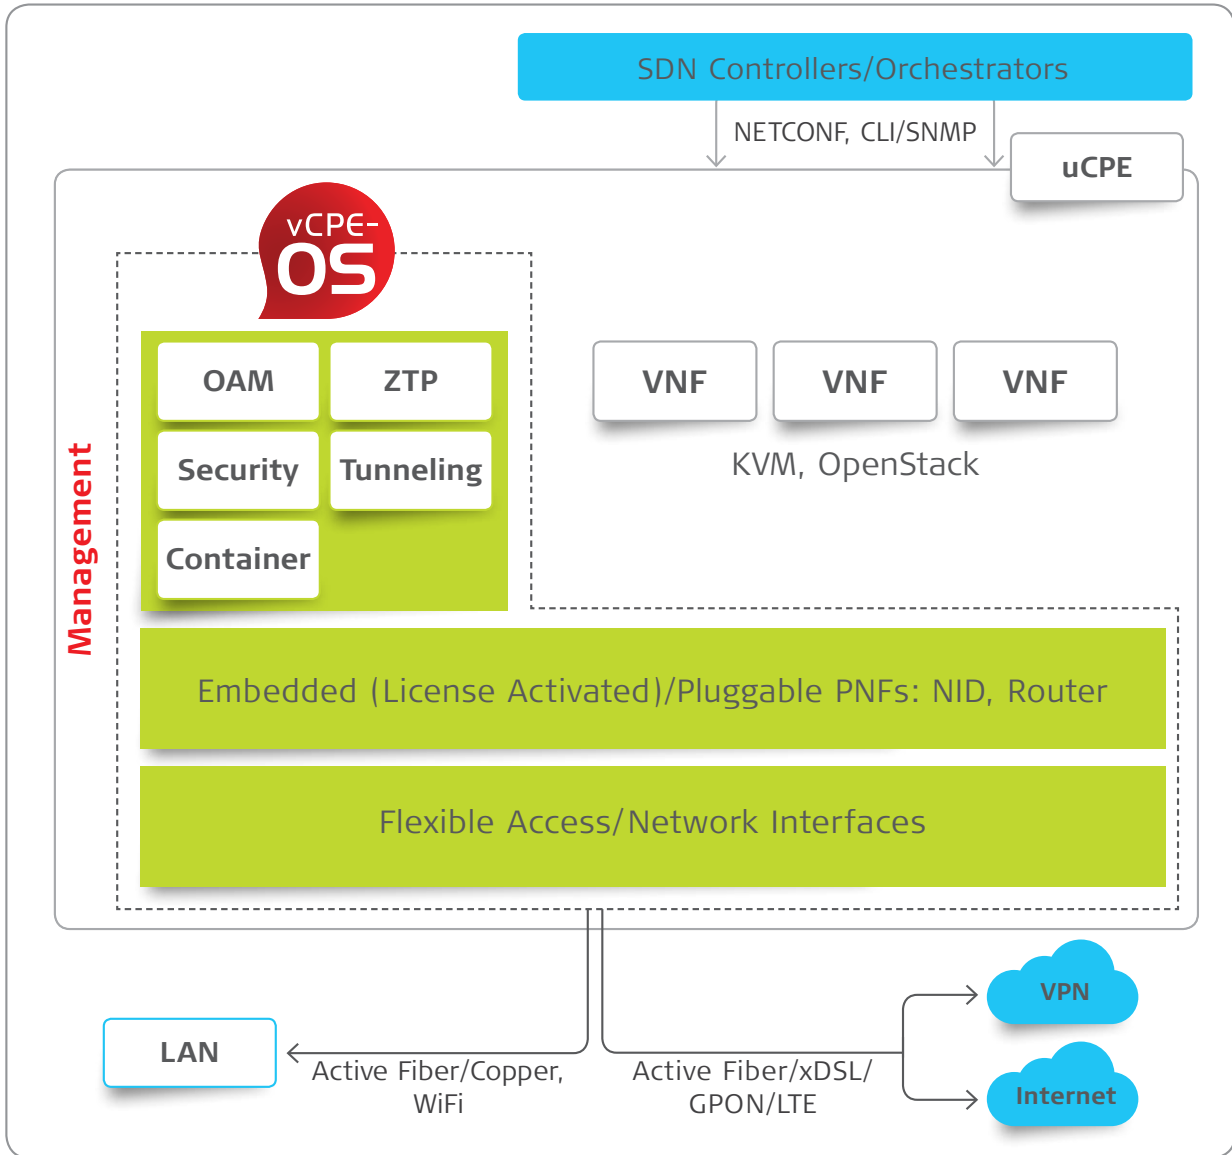 SDN Controllers/Orchestrators
NETCONF, CLI/SNMP
uCPE
vCPE-
OS
OAM
ZTP
Security
Tunneling
Container
VNF
VNF
VNF
KVM, OpenStack
Management
Embedded (License Activated)/Pluggable PNFs: NID, Router
Flexible Access/Network Interfaces
LAN
Active Fiber/Copper,
WiFi
Active Fiber/xDSL/
GPON/LTE
VPN
Internet